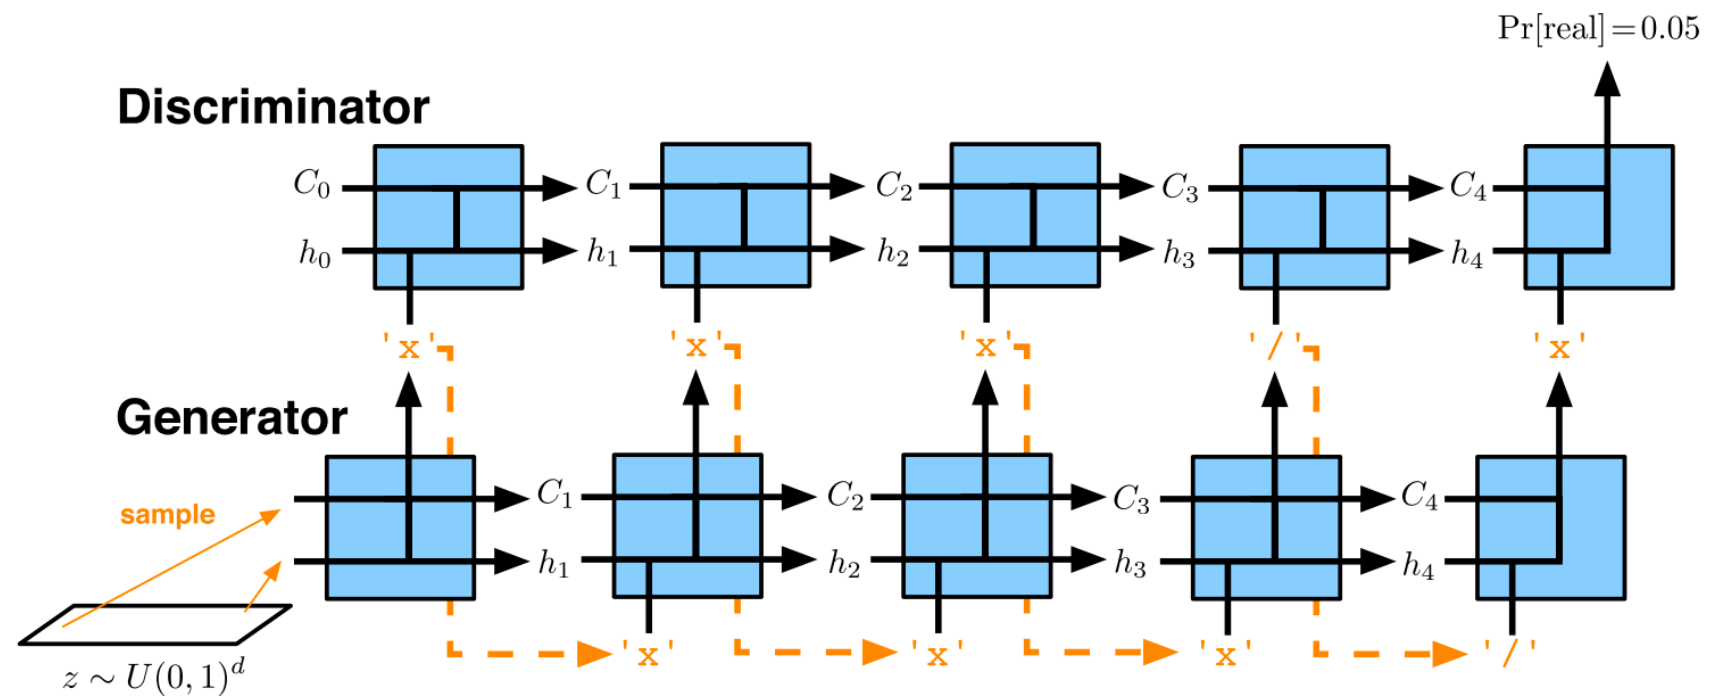 Pr[real]=0.05
Discriminator
C₀ C₁ C₂ C₃ C₄
h₀ h₁ h₂ h₃ h₄
'x' 'x' 'x' '/' 'x'
Generator
C₁ C₂ C₃ C₄
sample
h₁ h₂ h₃ h₄
'x' 'x' 'x' '/'
z ∼ U(0, 1)ᵈ